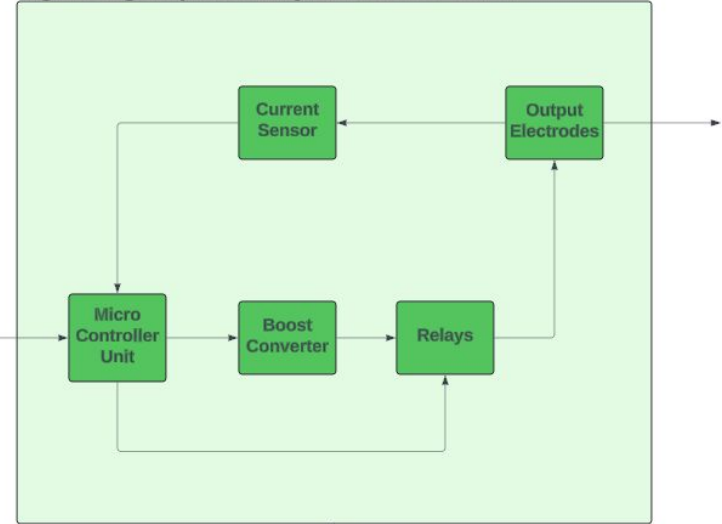 Current
Sensor
Output
Electrodes
Micro
Controller
Unit
Boost
Converter
Relays